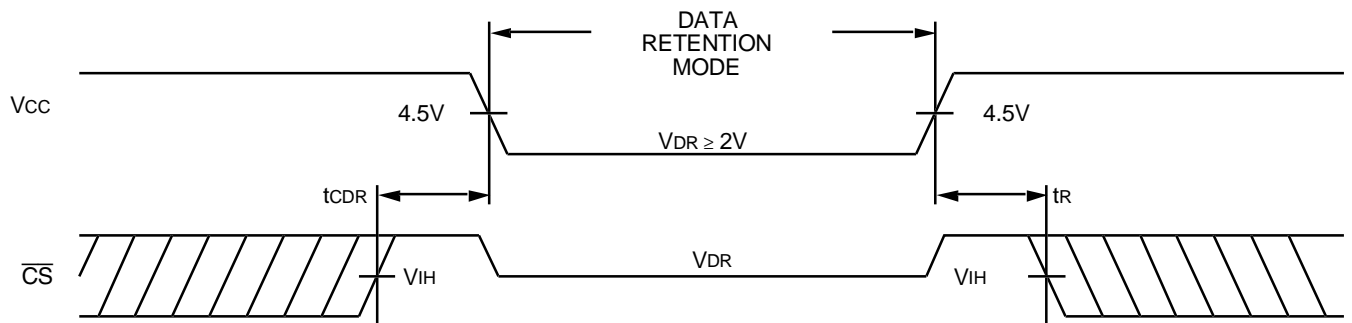 DATA
RETENTION
MODE
VCC
4.5V
4.5V
VDR ≥ 2V
tCDR
tR
CS
VIH
VDR
VIH